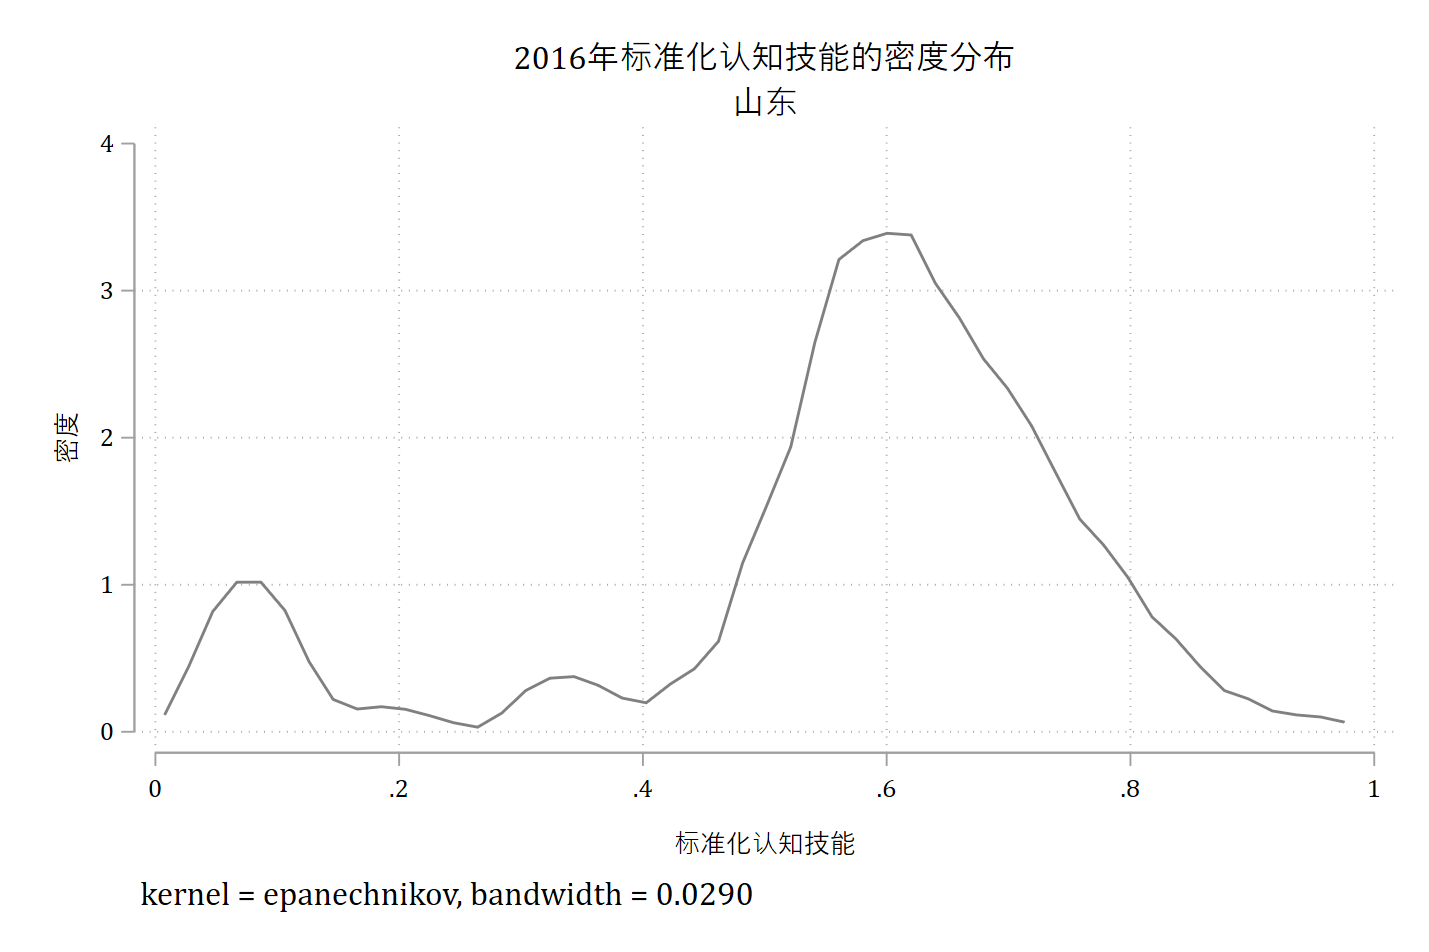 2016年标准化认知技能的密度分布
山东
4
3
2
1
0
密度
0 .2 .4 .6 .8 1
标准化认知技能
kernel = epanechnikov, bandwidth = 0.0290